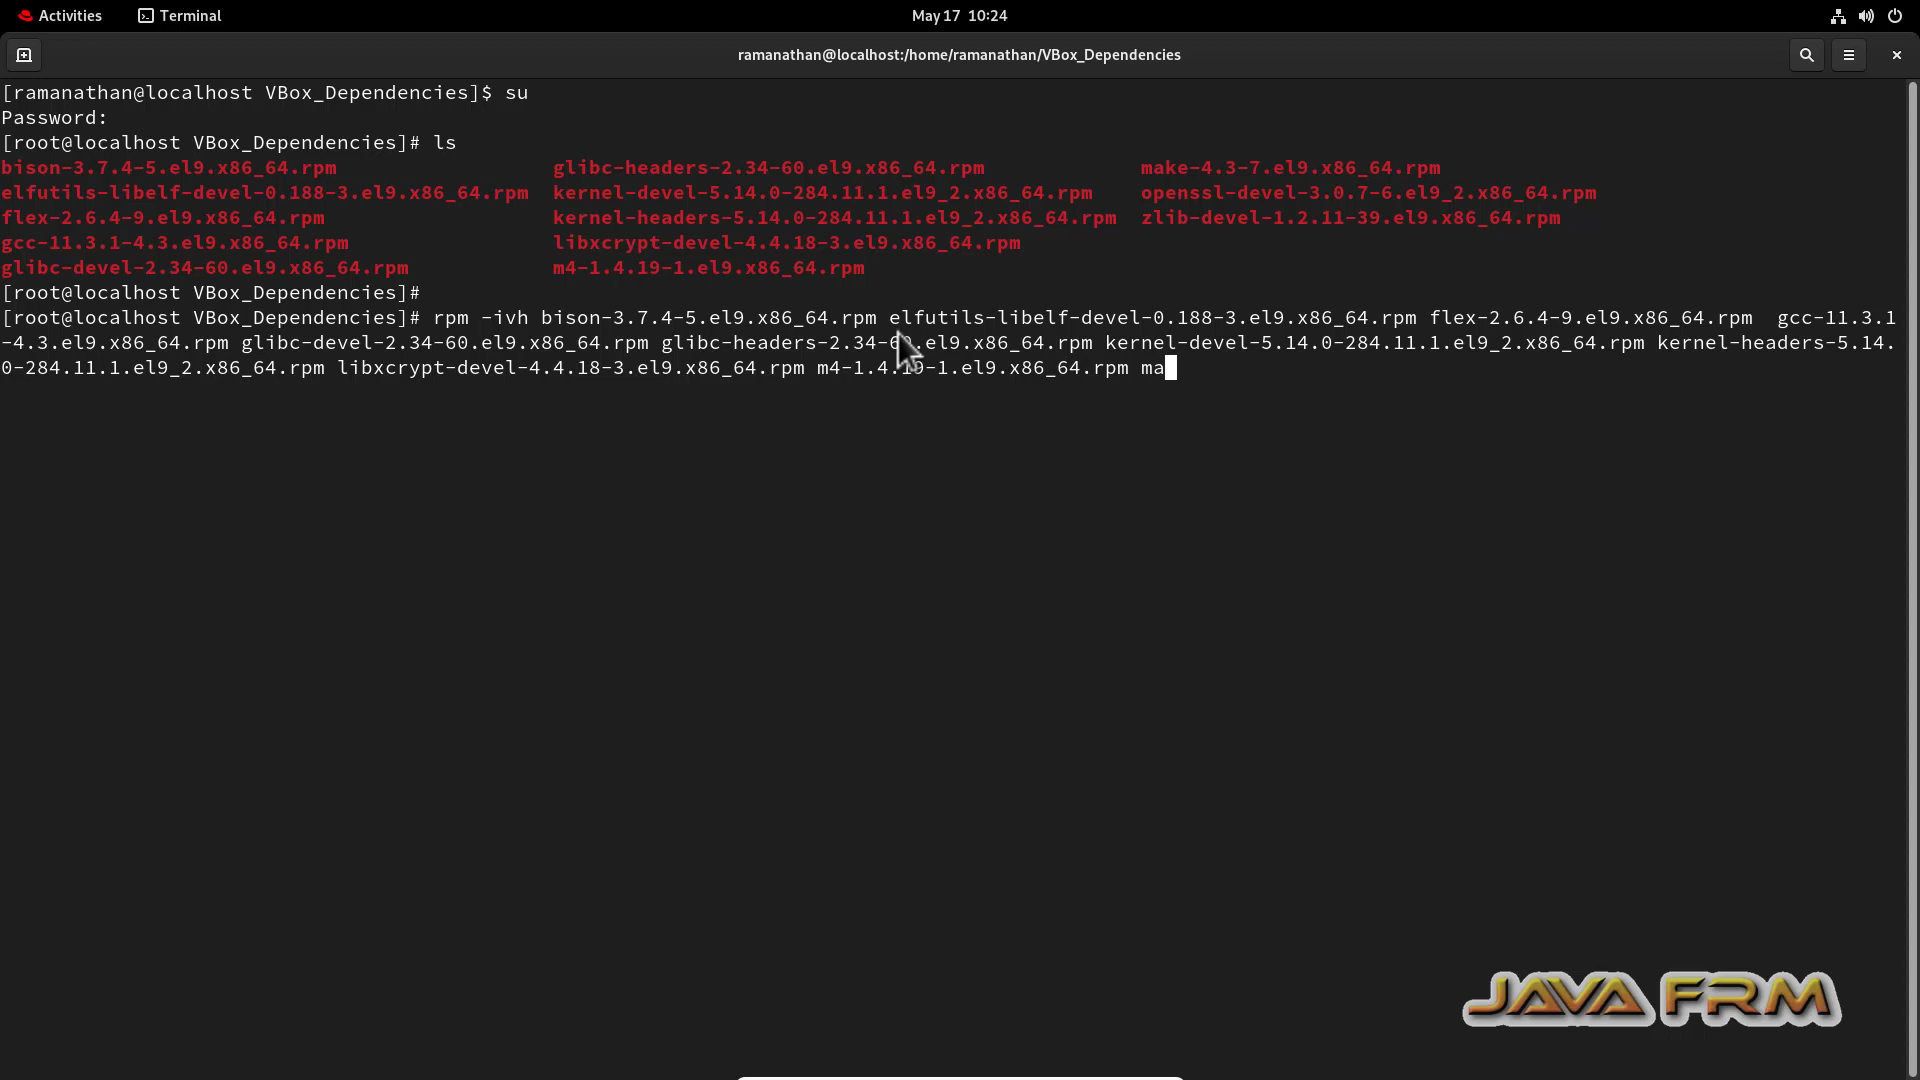 Activities Terminal May 17 10:24
ramanathan@localhost:/home/ramanathan/VBox_Dependencies
[ramanathan@localhost VBox_Dependencies]$ su
Password:
[root@localhost VBox_Dependencies]# ls
bison-3.7.4-5.el9.x86_64.rpm glibc-headers-2.34-60.el9.x86_64.rpm make-4.3-7.el9.x86_64.rpm
elfutils-libelf-devel-0.188-3.el9.x86_64.rpm kernel-devel-5.14.0-284.11.1.el9_2.x86_64.rpm openssl-devel-3.0.7-6.el9_2.x86_64.rpm
flex-2.6.4-9.el9.x86_64.rpm kernel-headers-5.14.0-284.11.1.el9_2.x86_64.rpm zlib-devel-1.2.11-39.el9.x86_64.rpm
gcc-11.3.1-4.3.el9.x86_64.rpm libxcrypt-devel-4.4.18-3.el9.x86_64.rpm
glibc-devel-2.34-60.el9.x86_64.rpm m4-1.4.19-1.el9.x86_64.rpm
[root@localhost VBox_Dependencies]#
[root@localhost VBox_Dependencies]# rpm -ivh bison-3.7.4-5.el9.x86_64.rpm elfutils-libelf-devel-0.188-3.el9.x86_64.rpm flex-2.6.4-9.el9.x86_64.rpm  gcc-11.3.1
-4.3.el9.x86_64.rpm glibc-devel-2.34-60.el9.x86_64.rpm glibc-headers-2.34-60.el9.x86_64.rpm kernel-devel-5.14.0-284.11.1.el9_2.x86_64.rpm kernel-headers-5.14.
0-284.11.1.el9_2.x86_64.rpm libxcrypt-devel-4.4.18-3.el9.x86_64.rpm m4-1.4.19-1.el9.x86_64.rpm ma
JAVA FRM